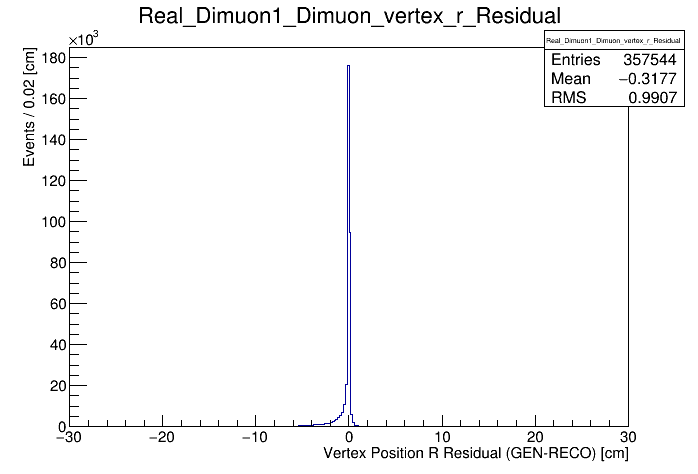 Real_Dimuon1_Dimuon_vertex_r_Residual
×10³
Real_Dimuon1_Dimuon_vertex_r_Residual
Entries 357544
Mean −0.3177
RMS 0.9907
Events / 0.02 [cm]
180
160
140
120
100
80
60
40
20
0
−30 −20 −10 0 10 20 30
Vertex Position R Residual (GEN-RECO) [cm]